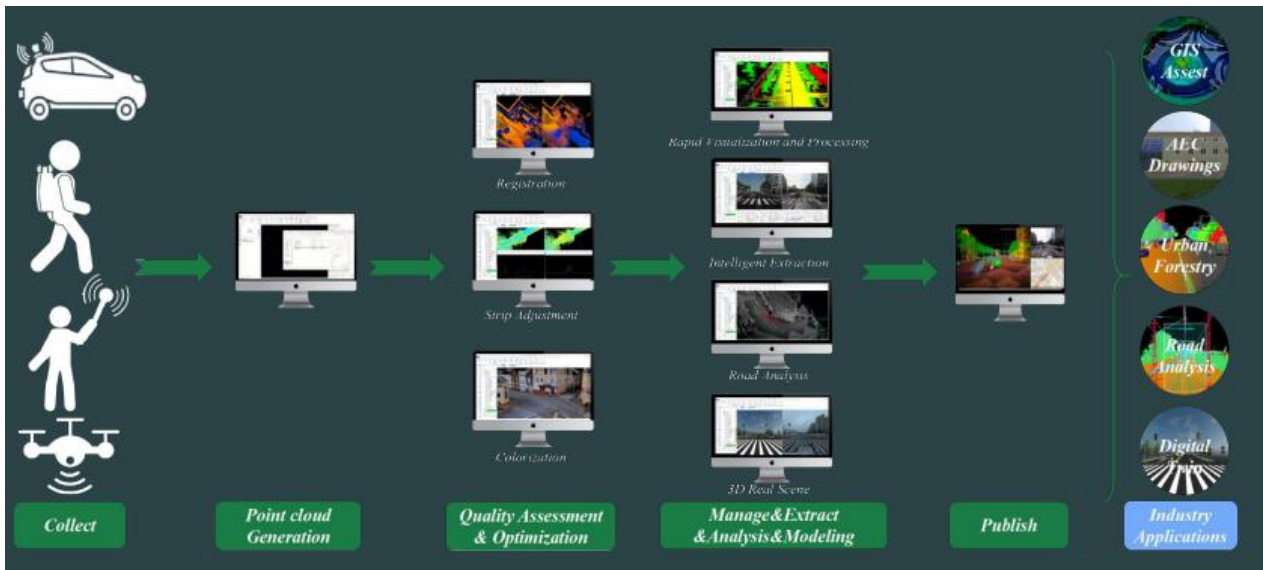 Collect
Point cloud
Generation
Registration
Strip Adjustment
Colorization
Quality Assessment
& Optimization
Rapid Visualization and Processing
Intelligent Extraction
Road Analysis
3D Real Scene
Manage&Extract
&Analysis&Modeling
Publish
GIS
Assest
AEC
Drawings
Urban
Forestry
Road
Analysis
Digital
Twin
Industry
Applications